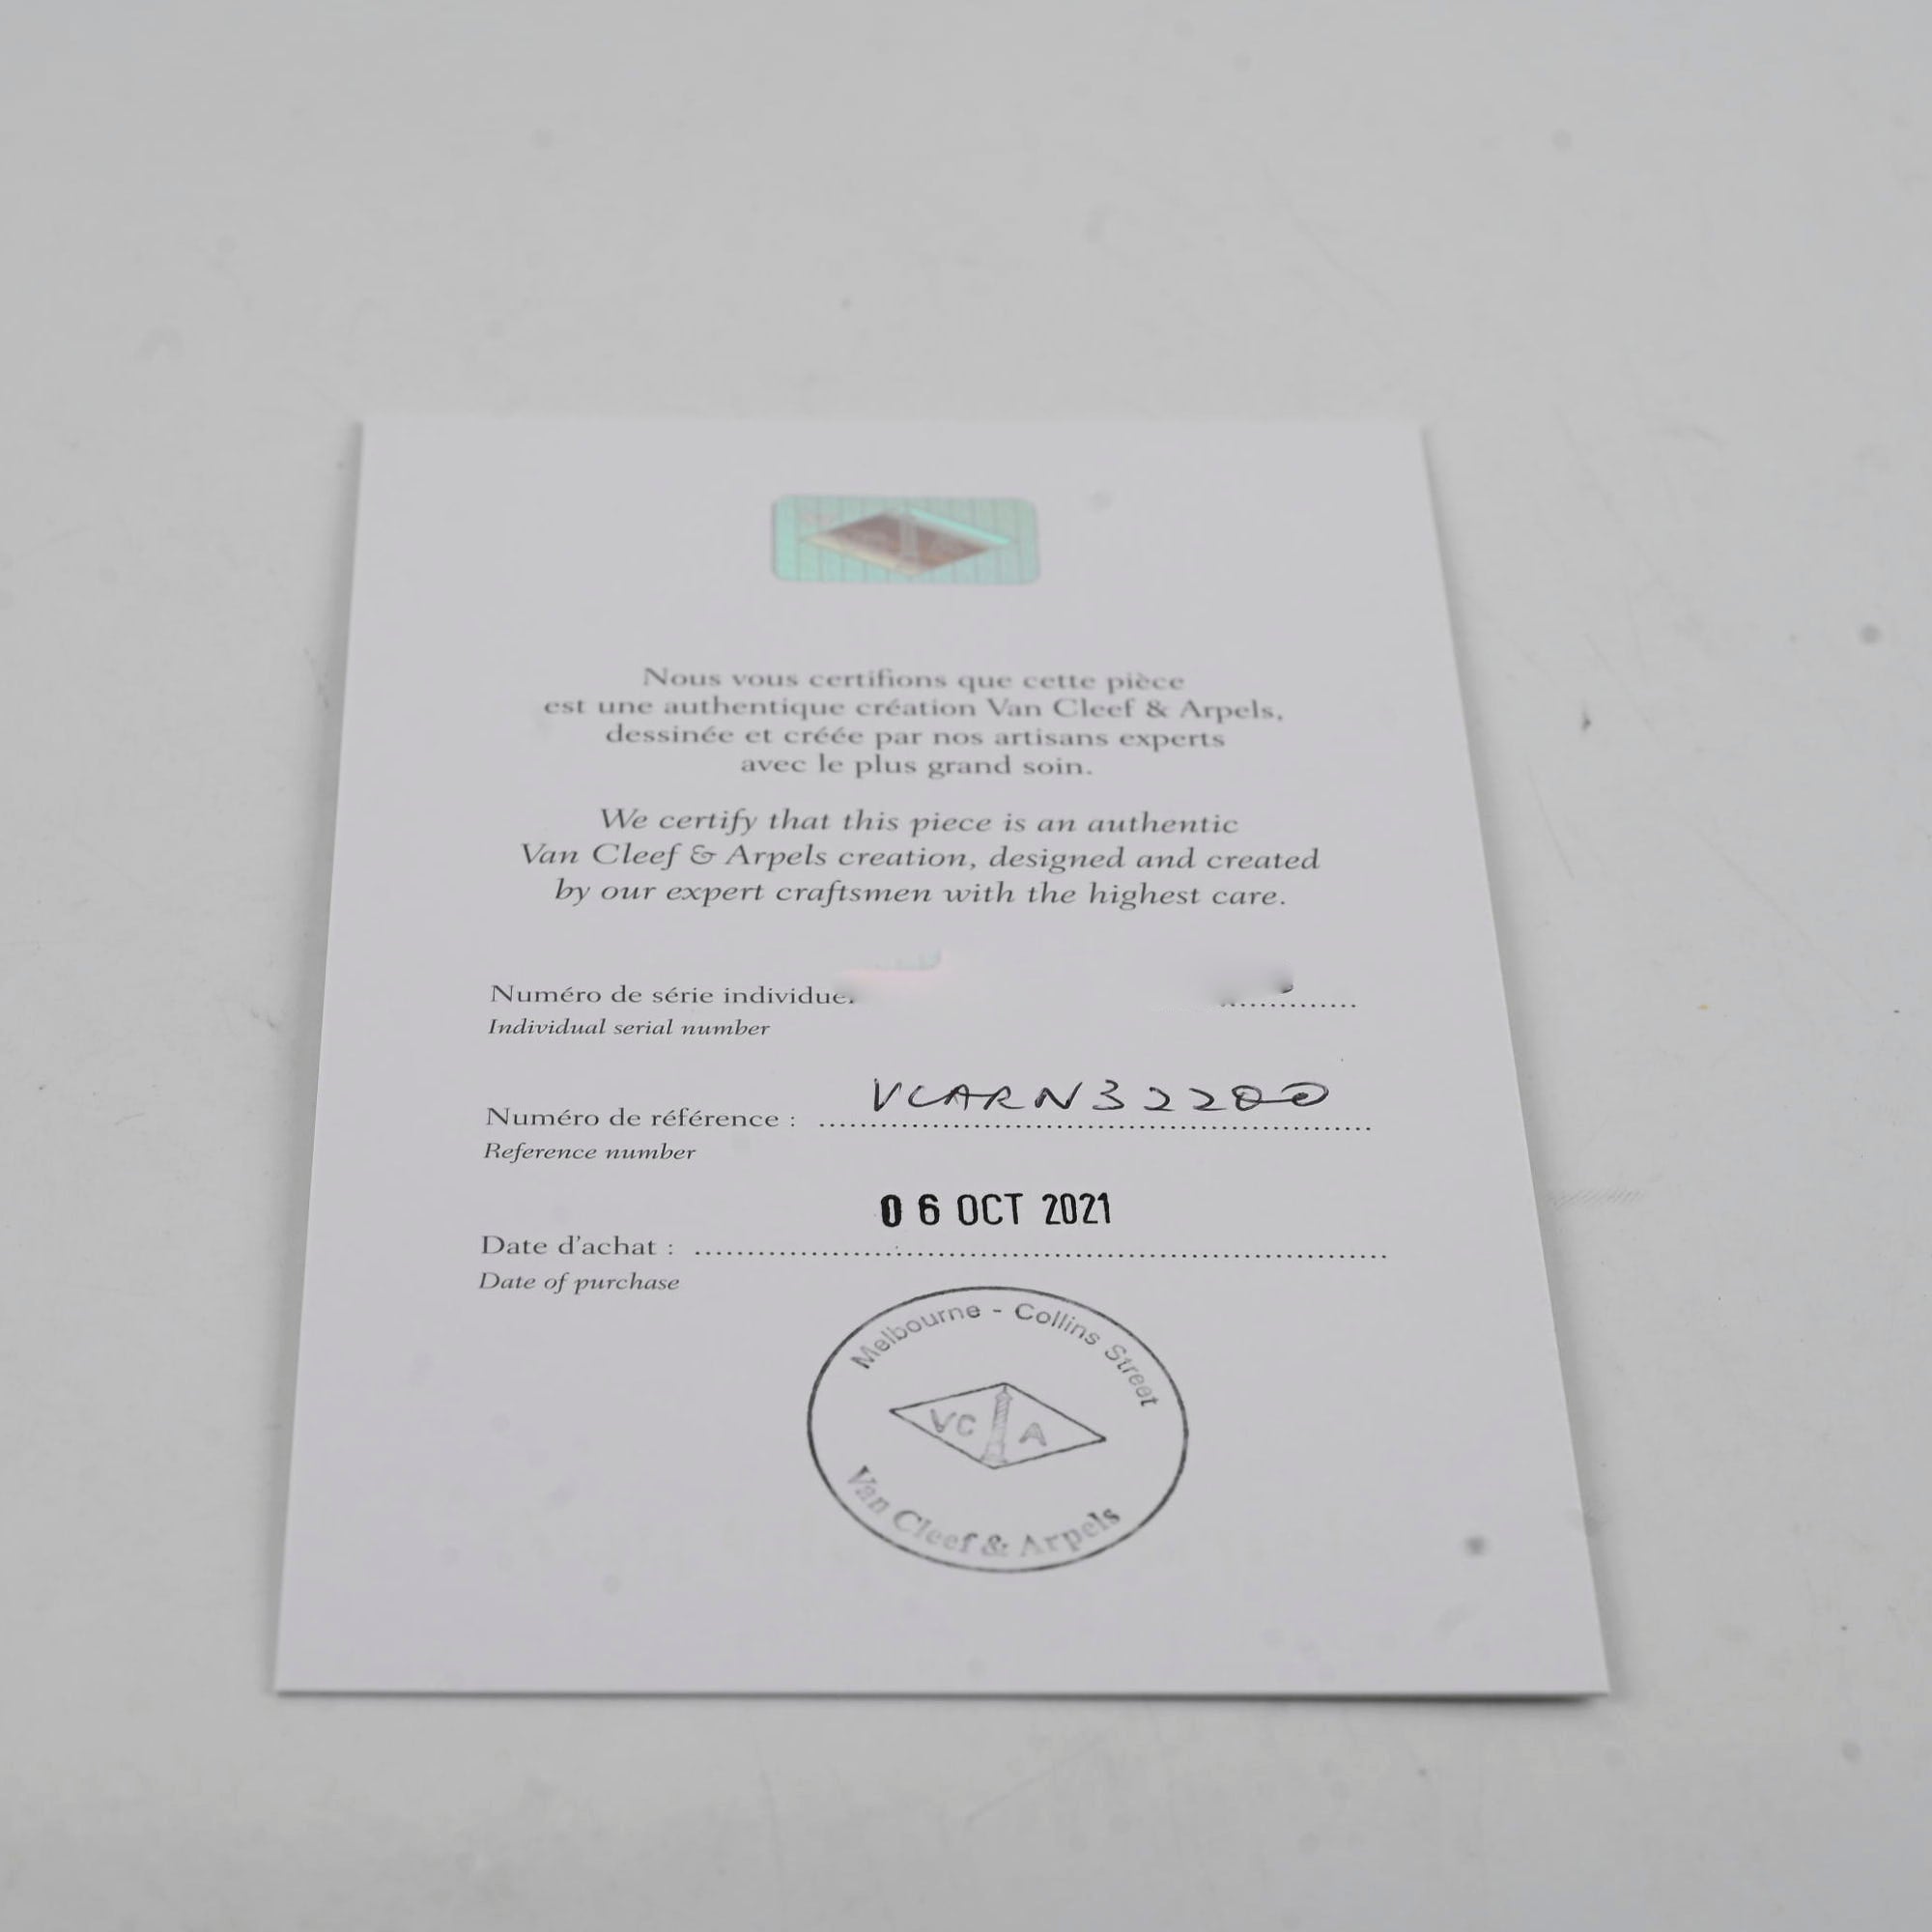 Nous vous certifions que cette pièce
est une authentique création Van Cleef & Arpels,
dessinée et créée par nos artisans experts
avec le plus grand soin.
We certify that this piece is an authentic
Van Cleef & Arpels creation, designed and created
by our expert craftsmen with the highest care.
Numéro de série
Individual serial number
Numéro de référence : VCARN32200
Reference number
06 OCT 2021
Date d'achat :
Date of purchase
Melbourne - Collins Street
VC A
Van Cleef & Arpels